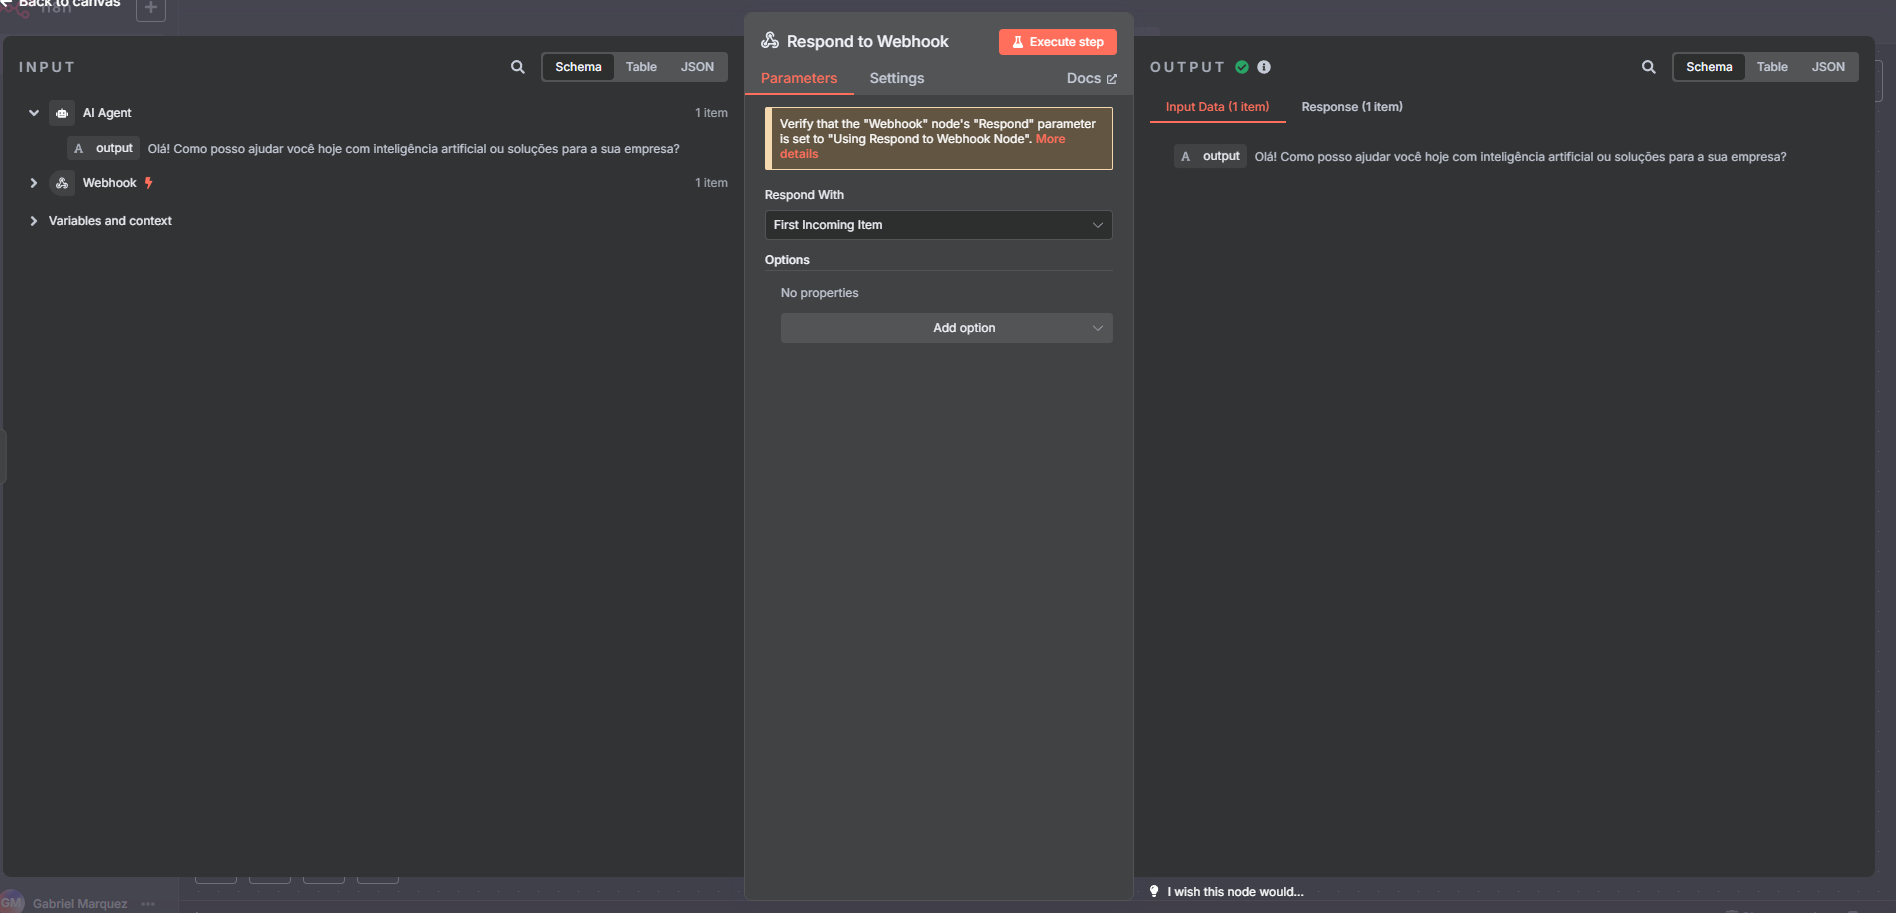 Back to canvas
n8n
INPUT
Schema
Table
JSON
AI Agent
1 item
A output Olá! Como posso ajudar você hoje com inteligência artificial ou soluções para a sua empresa?
Webhook
1 item
Variables and context
Respond to Webhook
Execute step
Parameters
Settings
Docs
Verify that the "Webhook" node's "Respond" parameter
is set to "Using Respond to Webhook Node". More
details
Respond With
First Incoming Item
Options
No properties
Add option
OUTPUT
Schema
Table
JSON
Input Data (1 item)
Response (1 item)
A output Olá! Como posso ajudar você hoje com inteligência artificial ou soluções para a sua empresa?
I wish this node would...
GM
Gabriel Marquez